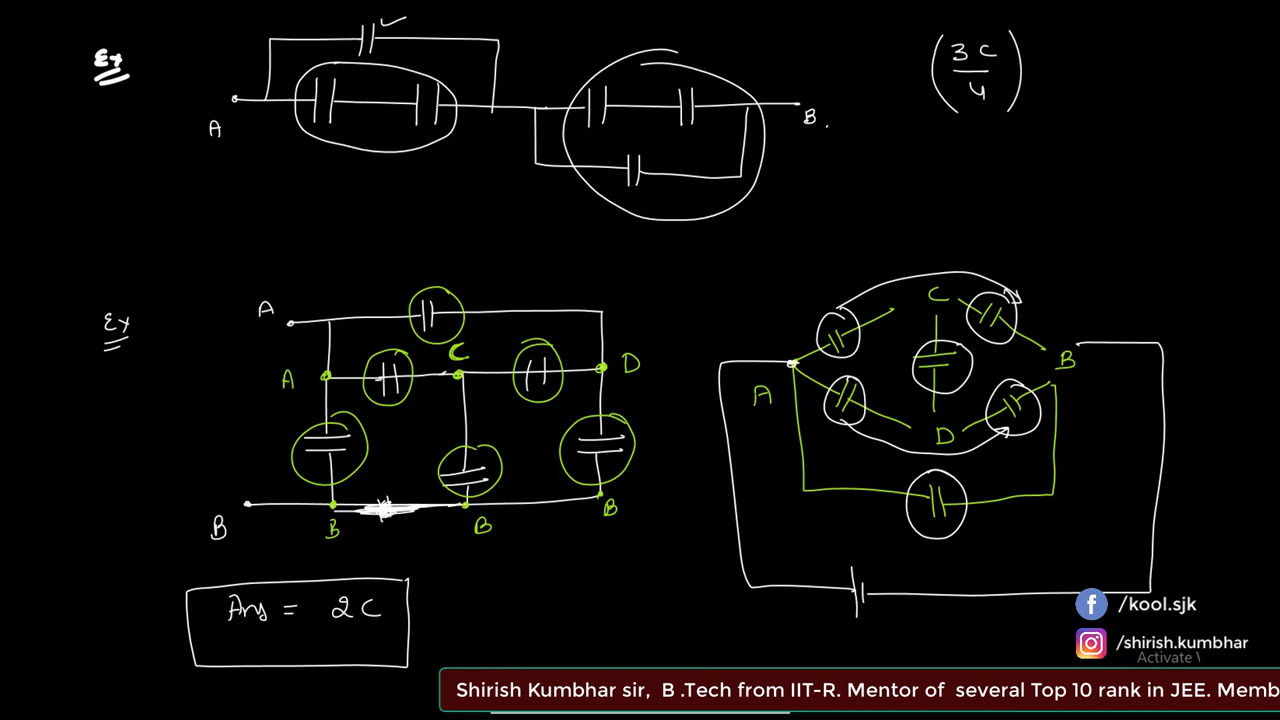 Ex
A
B.
(3C/4)
Ex
A
A
C
D
B
B
B
B
C
A
B
D
Ans = 2C
/kool.sjk
/shirish.kumbhar
Activate \
Shirish Kumbhar sir, B .Tech from IIT-R. Mentor of several Top 10 rank in JEE. Memb